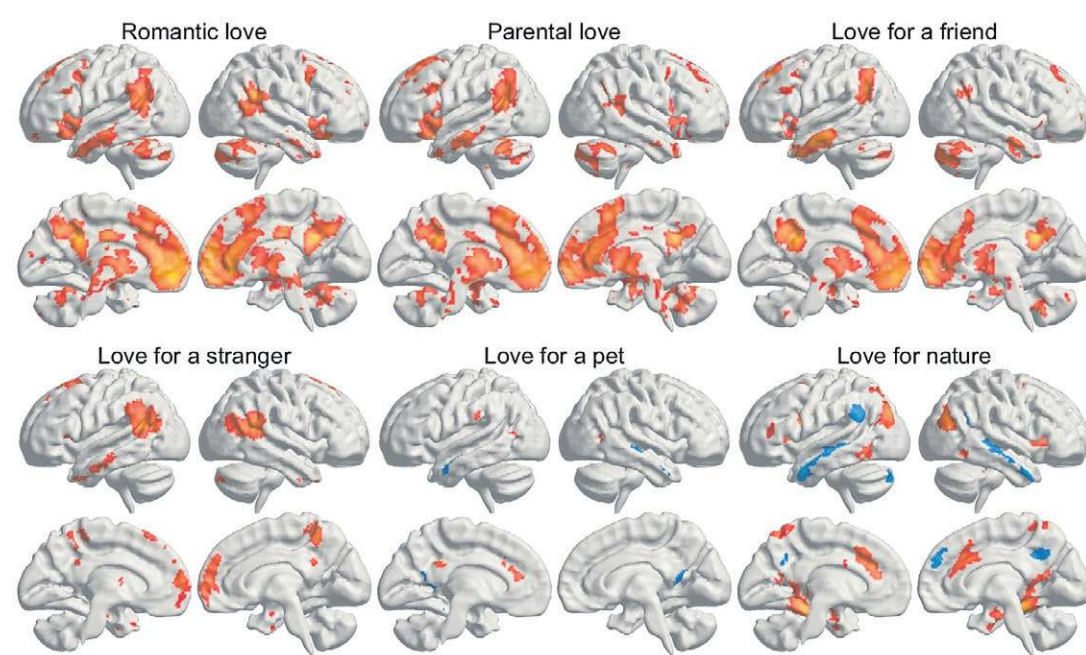 Romantic love
Parental love
Love for a friend
Love for a stranger
Love for a pet
Love for nature